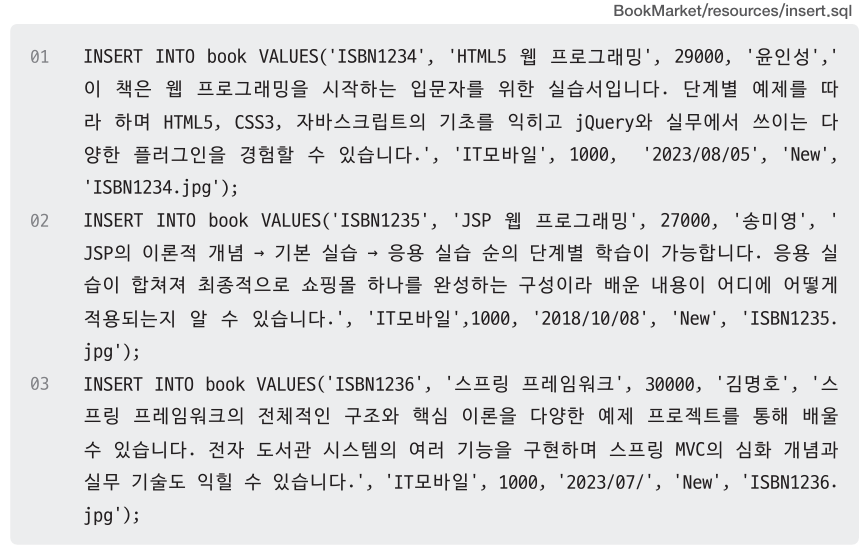 BookMarket/resources/insert.sql
01 INSERT INTO book VALUES('ISBN1234', 'HTML5 웹 프로그래밍', 29000, '윤인성','
이 책은 웹 프로그래밍을 시작하는 입문자를 위한 실습서입니다. 단계별 예제를 따
라 하며 HTML5, CSS3, 자바스크립트의 기초를 익히고 jQuery와 실무에서 쓰이는 다
양한 플러그인을 경험할 수 있습니다.', 'IT모바일', 1000, '2023/08/05', 'New',
'ISBN1234.jpg');
02 INSERT INTO book VALUES('ISBN1235', 'JSP 웹 프로그래밍', 27000, '송미영', '
JSP의 이론적 개념 → 기본 실습 → 응용 실습 순의 단계별 학습이 가능합니다. 응용 실
습이 합쳐져 최종적으로 쇼핑몰 하나를 완성하는 구성이라 배운 내용이 어디에 어떻게
적용되는지 알 수 있습니다.', 'IT모바일',1000, '2018/10/08', 'New', 'ISBN1235.
jpg');
03 INSERT INTO book VALUES('ISBN1236', '스프링 프레임워크', 30000, '김명호', '스
프링 프레임워크의 전체적인 구조와 핵심 이론을 다양한 예제 프로젝트를 통해 배울
수 있습니다. 전자 도서관 시스템의 여러 기능을 구현하며 스프링 MVC의 심화 개념과
실무 기술도 익힐 수 있습니다.', 'IT모바일', 1000, '2023/07/', 'New', 'ISBN1236.
jpg');